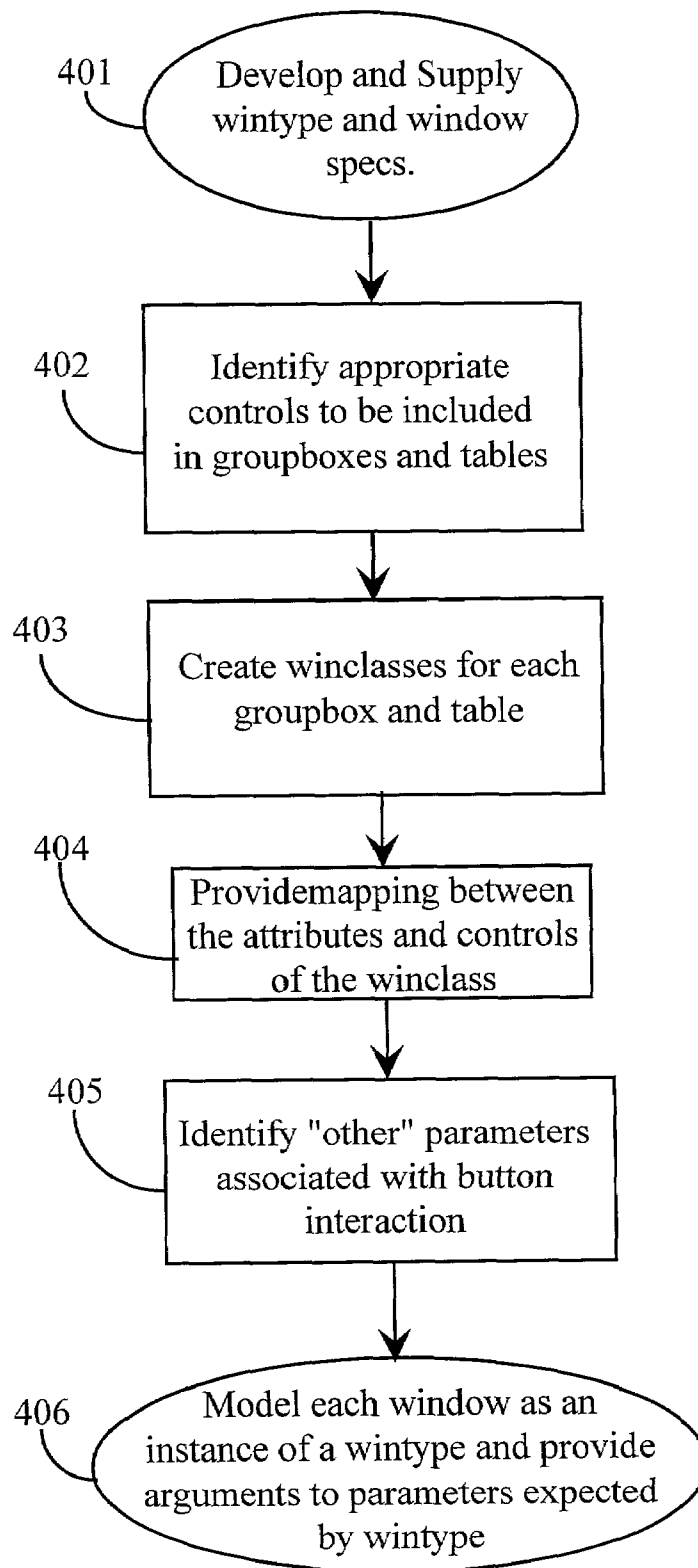 401
Develop and Supply
wintype and window
specs.
402
Identify appropriate
controls to be included
in groupboxes and tables
403
Create winclasses for each
groupbox and table
404
Providemapping between
the attributes and controls
of the winclass
405
Identify "other" parameters
associated with button
interaction
406
Model each window as an
instance of a wintype and provide
arguments to parameters expected
by wintype